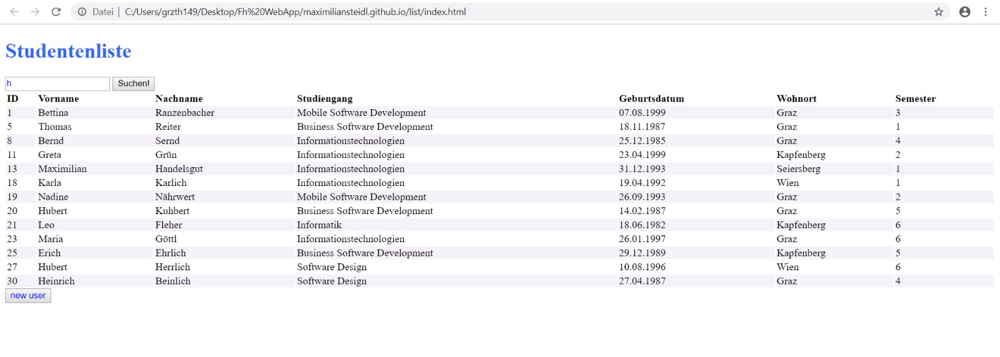 Datei | C:/Users/grzth149/Desktop/Fh%20WebApp/maximiliansteidl.github.io/list/index.html
Studentenliste
h Suchen!
ID Vorname Nachname Studiengang Geburtsdatum Wohnort Semester
1 Bettina Ranzenbacher Mobile Software Development 07.08.1999 Graz 3
5 Thomas Reiter Business Software Development 18.11.1987 Graz 1
8 Bernd Sernd Informationstechnologien 25.12.1985 Graz 4
11 Greta Grün Informationstechnologien 23.04.1999 Kapfenberg 2
13 Maximilian Handelsgut Informationstechnologien 31.12.1993 Seiersberg 1
18 Karla Karlich Informationstechnologien 19.04.1992 Wien 1
19 Nadine Nährwert Mobile Software Development 26.09.1993 Graz 2
20 Hubert Kuhbert Business Software Development 14.02.1987 Graz 5
21 Leo Fleher Informatik 18.06.1982 Kapfenberg 6
23 Maria Göttl Informationstechnologien 26.01.1997 Graz 6
25 Erich Ehrlich Business Software Development 29.12.1989 Kapfenberg 5
27 Hubert Herrlich Software Design 10.08.1996 Wien 6
30 Heinrich Beinlich Software Design 27.04.1987 Graz 4
new user